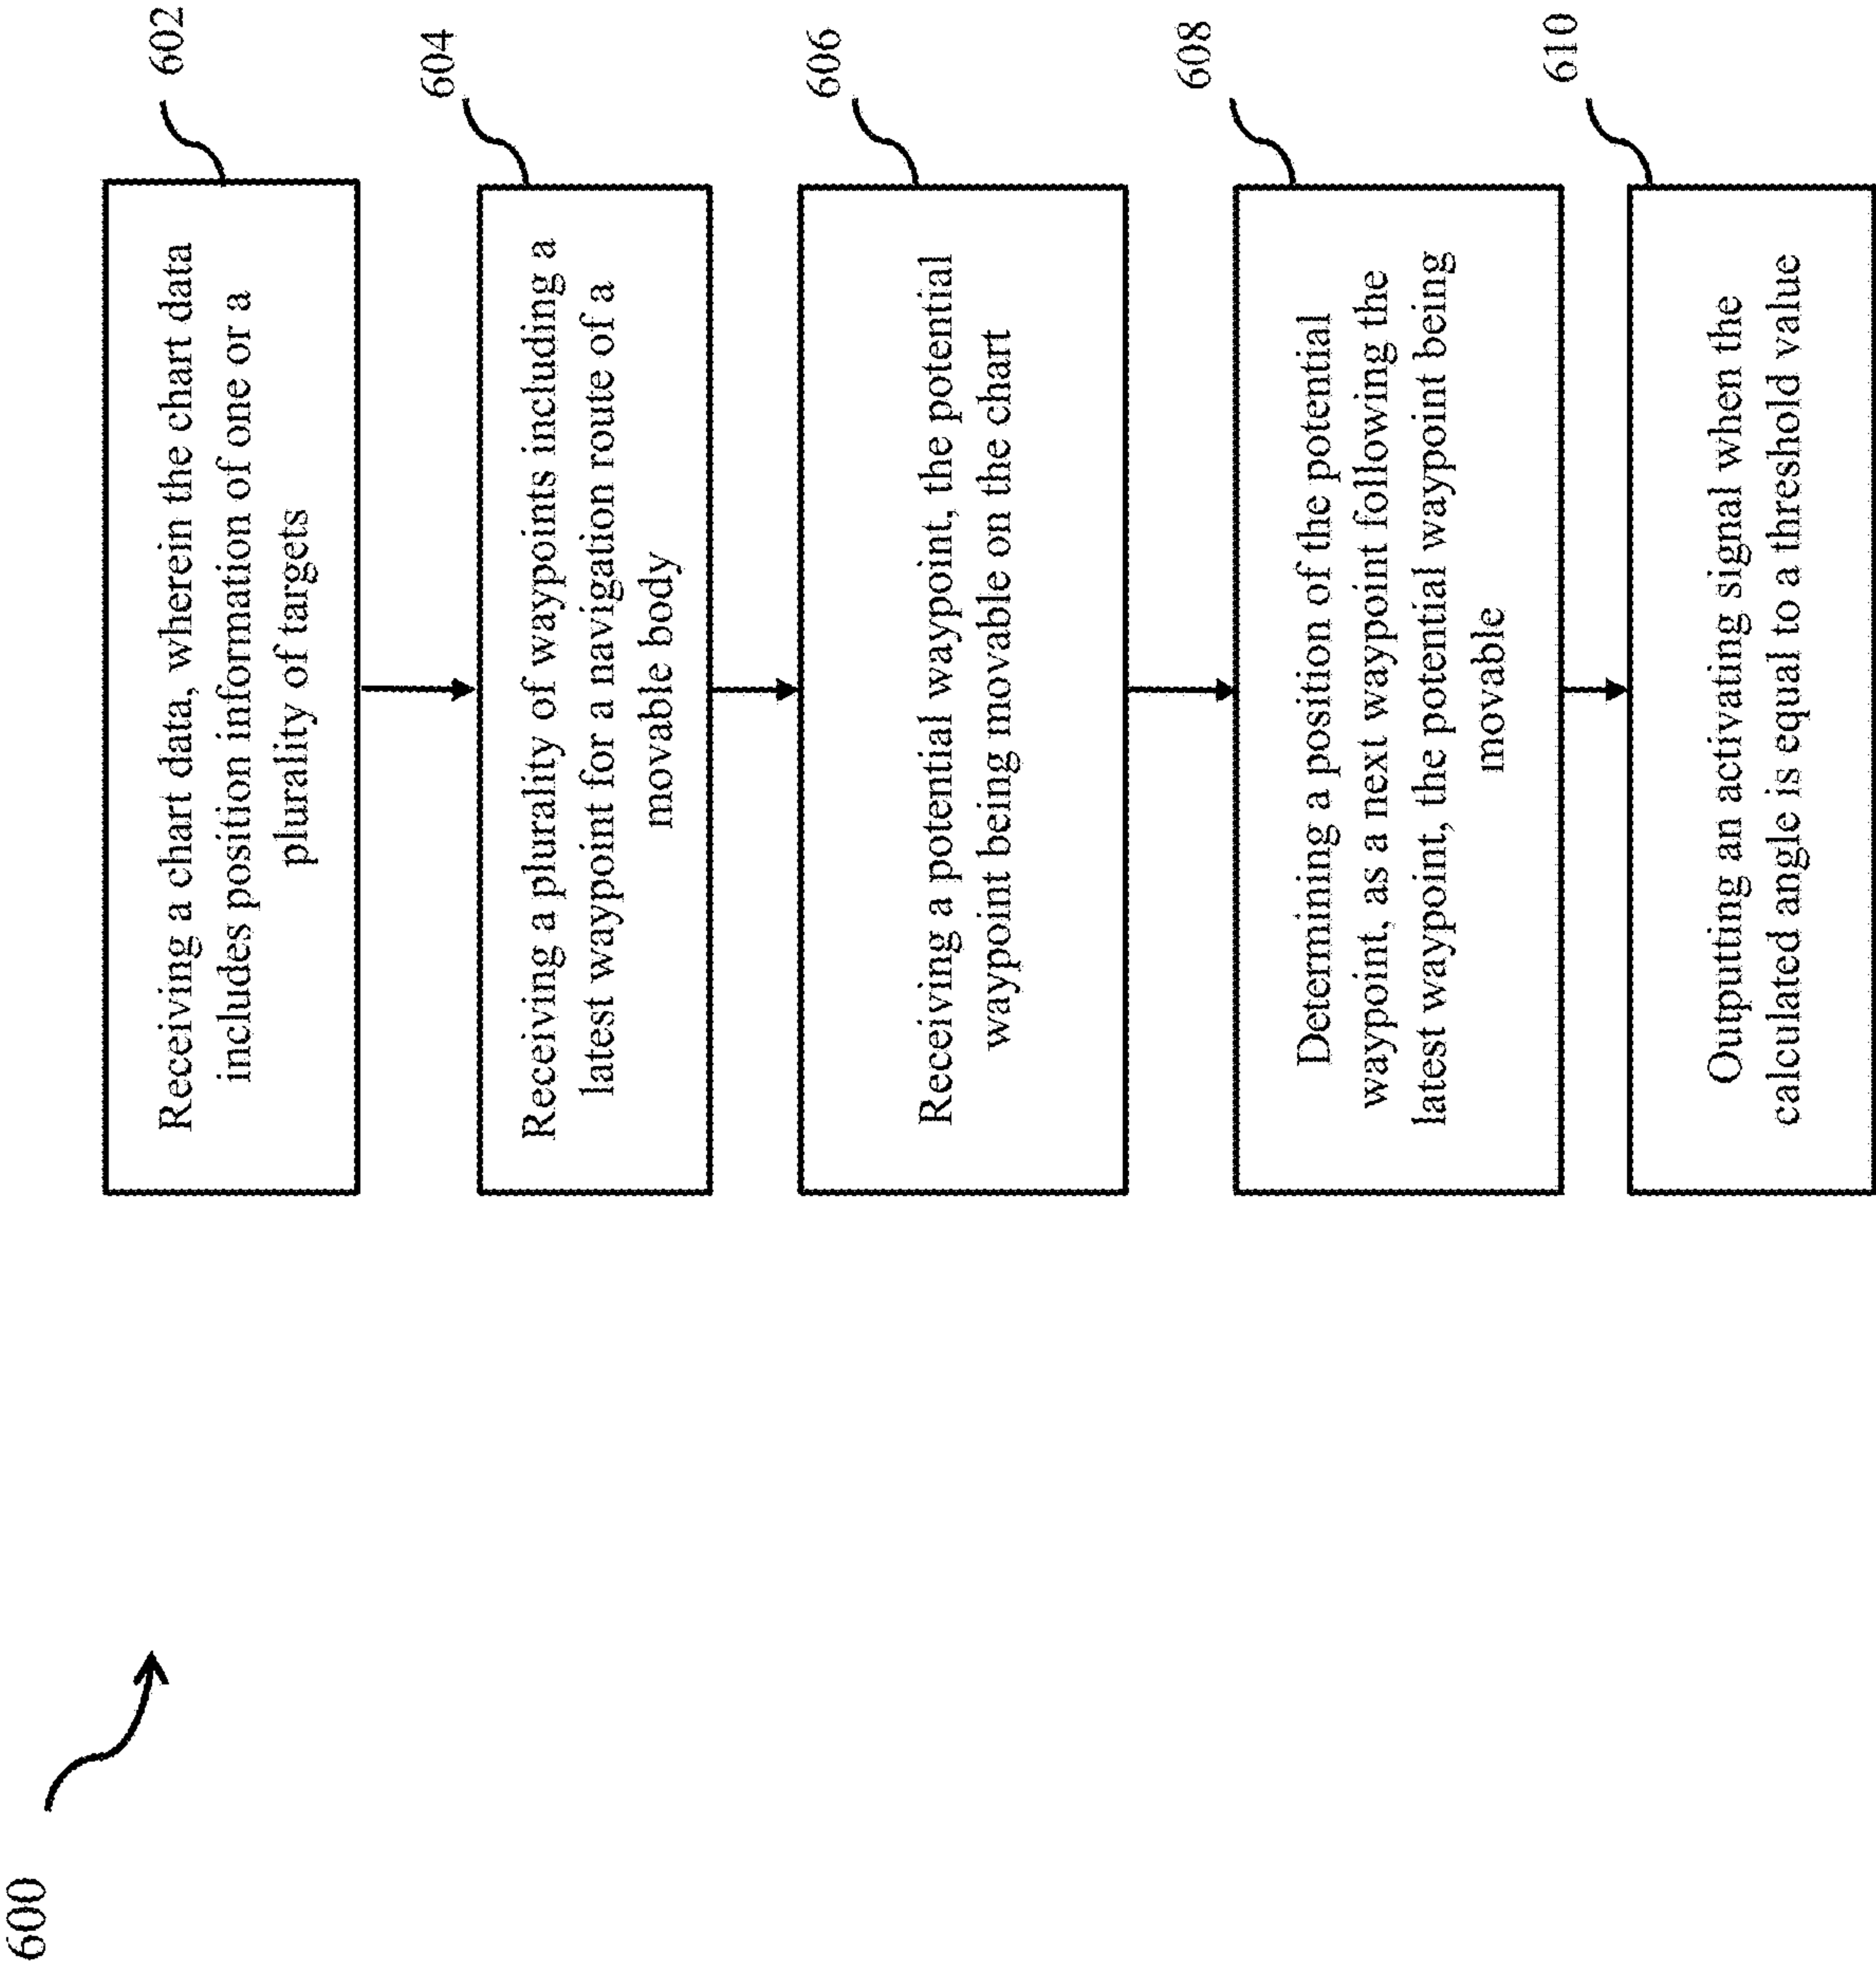 600
602
Receiving a chart data, wherein the chart data
includes position information of one or a
plurality of targets
604
Receiving a plurality of waypoints including a
latest waypoint for a navigation route of a
movable body
606
Receiving a potential waypoint, the potential
waypoint being movable on the chart
608
Determining a position of the potential
waypoint, as a next waypoint following the
latest waypoint, the potential waypoint being
movable
610
Outputting an activating signal when the
calculated angle is equal to a threshold value